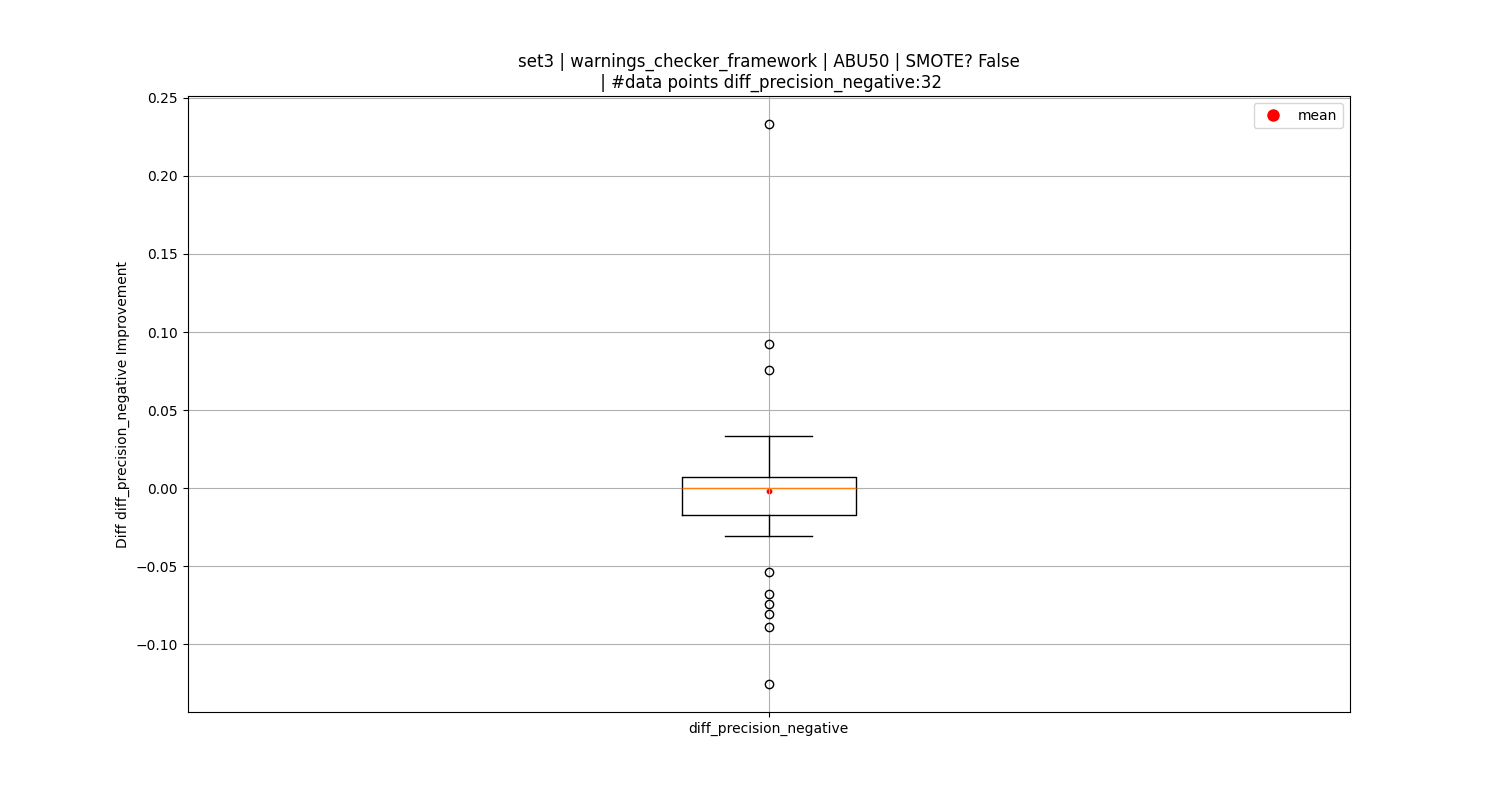 set3 | warnings_checker_framework | ABU50 | SMOTE? False
| #data points diff_precision_negative:32
mean
0.25
0.20
0.15
0.10
0.05
0.00
−0.05
−0.10
Diff diff_precision_negative Improvement
diff_precision_negative